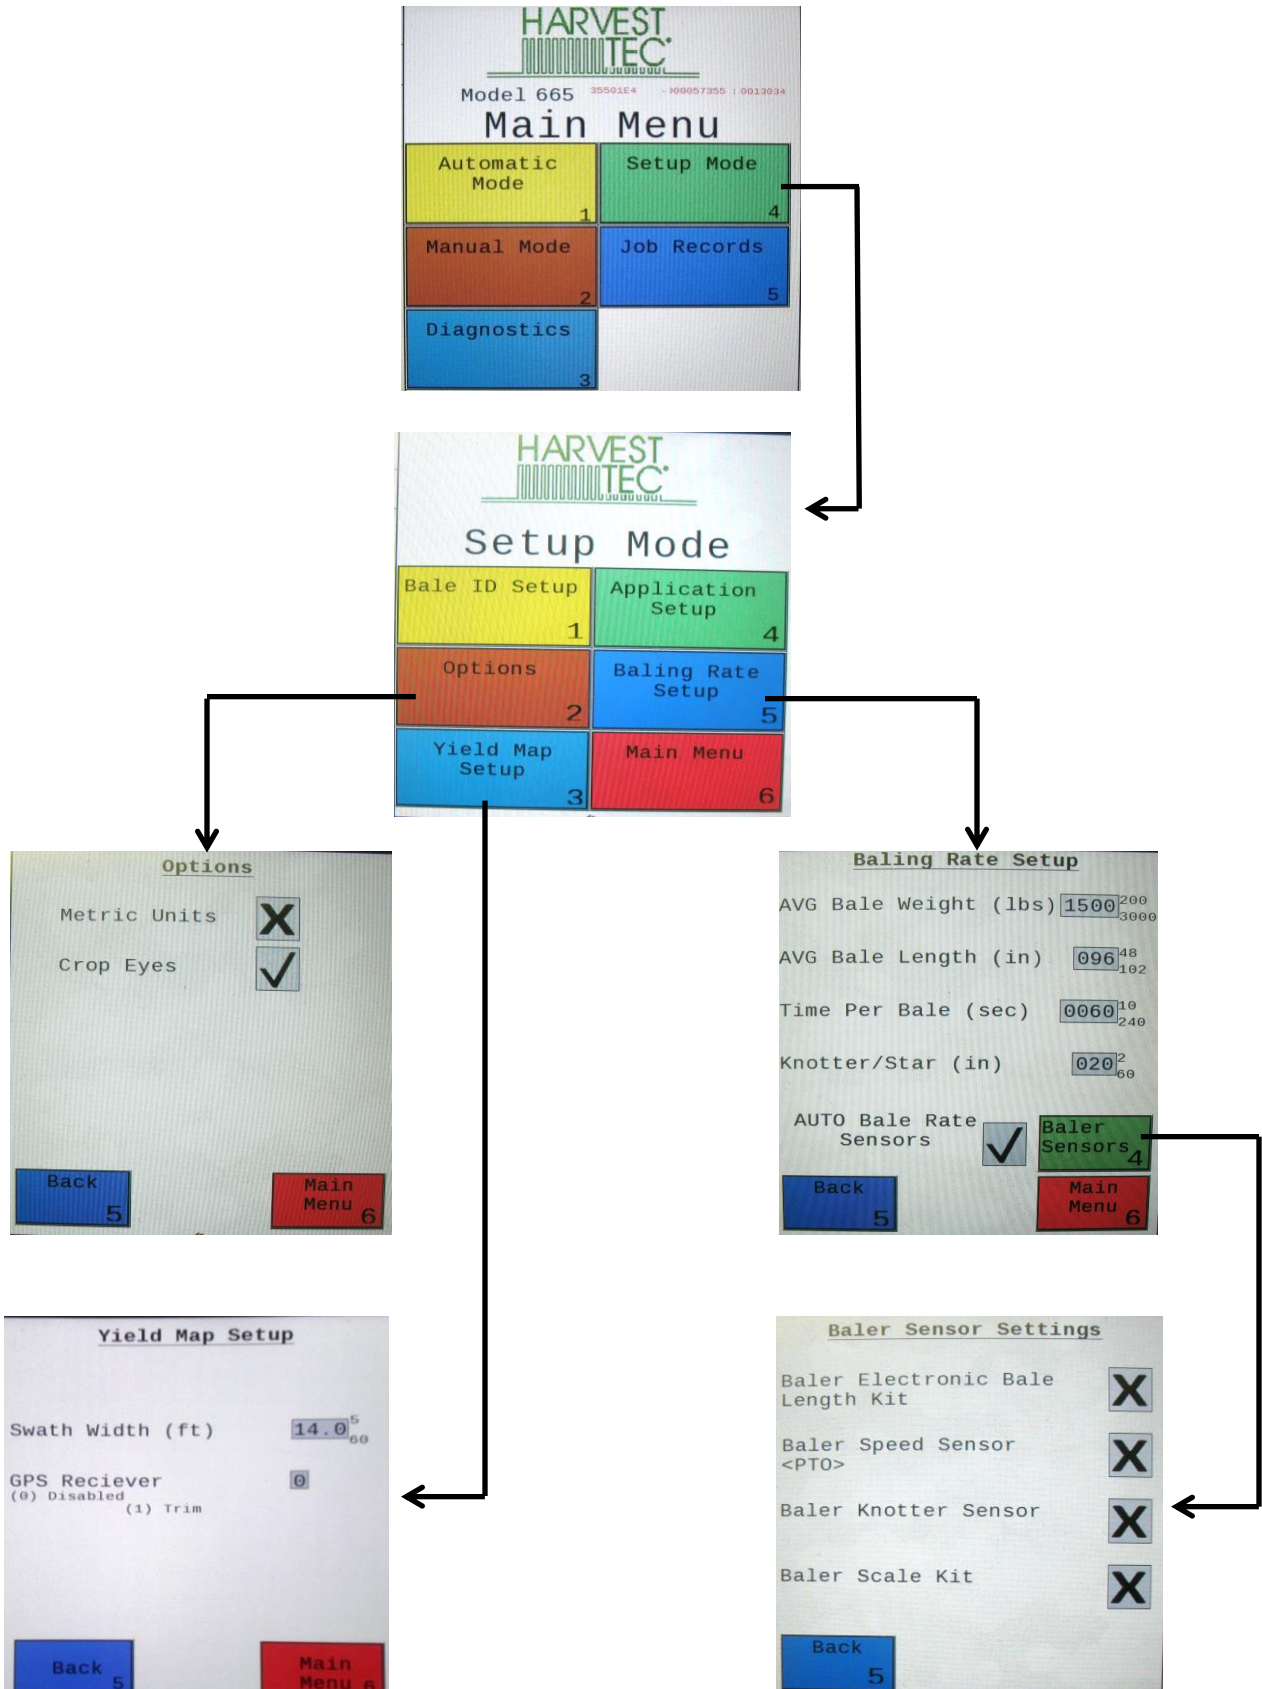 HARVEST
TEC
Model 665 35501E4 -J00057355 : 0013034
Main Menu
Automatic
Mode
1
Setup Mode
4
Manual Mode
2
Job Records
5
Diagnostics
3
HARVEST
TEC
Setup Mode
Bale ID Setup
1
Application
Setup
4
Options
2
Baling Rate
Setup
5
Yield Map
Setup
3
Main Menu
6
Options
Metric Units X
Crop Eyes ✓
Back
5
Main
Menu 6
Baling Rate Setup
AVG Bale Weight (lbs) 1500 200
3000
AVG Bale Length (in) 096 48
102
Time Per Bale (sec) 0060 10
240
Knotter/Star (in) 020 2
60
AUTO Bale Rate
Sensors ✓
Baler
Sensors 4
Back
5
Main
Menu 6
Yield Map Setup
Swath Width (ft) 14.0 5
60
GPS Reciever 0
(0) Disabled
(1) Trim
Back
5
Main
Menu 6
Baler Sensor Settings
Baler Electronic Bale
Length Kit X
Baler Speed Sensor
<PTO> X
Baler Knotter Sensor X
Baler Scale Kit X
Back
5